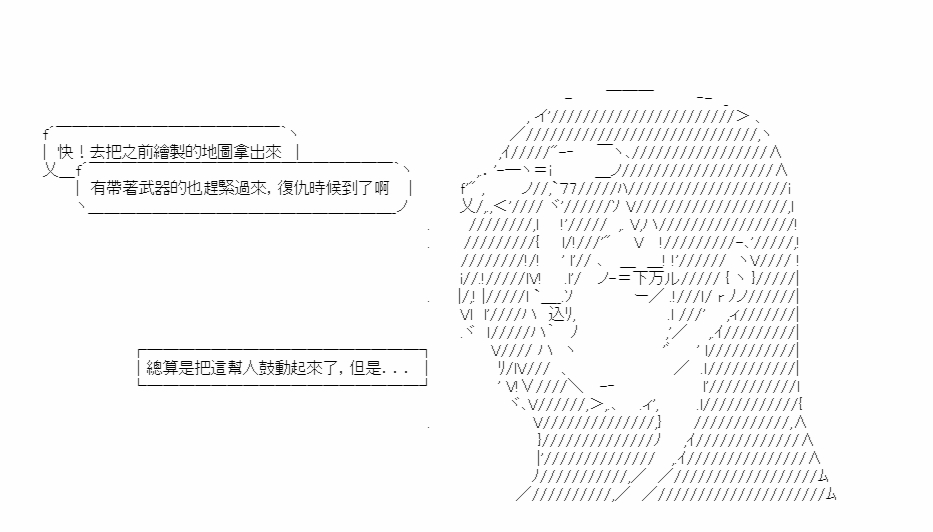 快！去把之前繪製的地圖拿出來
有帶著武器的也趕緊過來，復仇時候到了啊
總算是把這幫人鼓動起來了，但是．．．